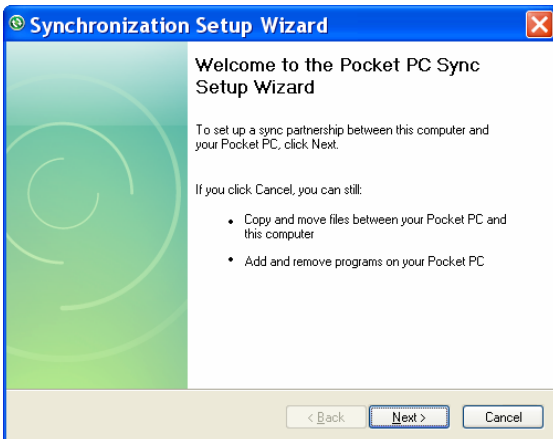 Synchronization Setup Wizard
Welcome to the Pocket PC Sync
Setup Wizard
To set up a sync partnership between this computer and
your Pocket PC, click Next.
If you click Cancel, you can still:
• Copy and move files between your Pocket PC and
this computer
• Add and remove programs on your Pocket PC
< Back
Next >
Cancel